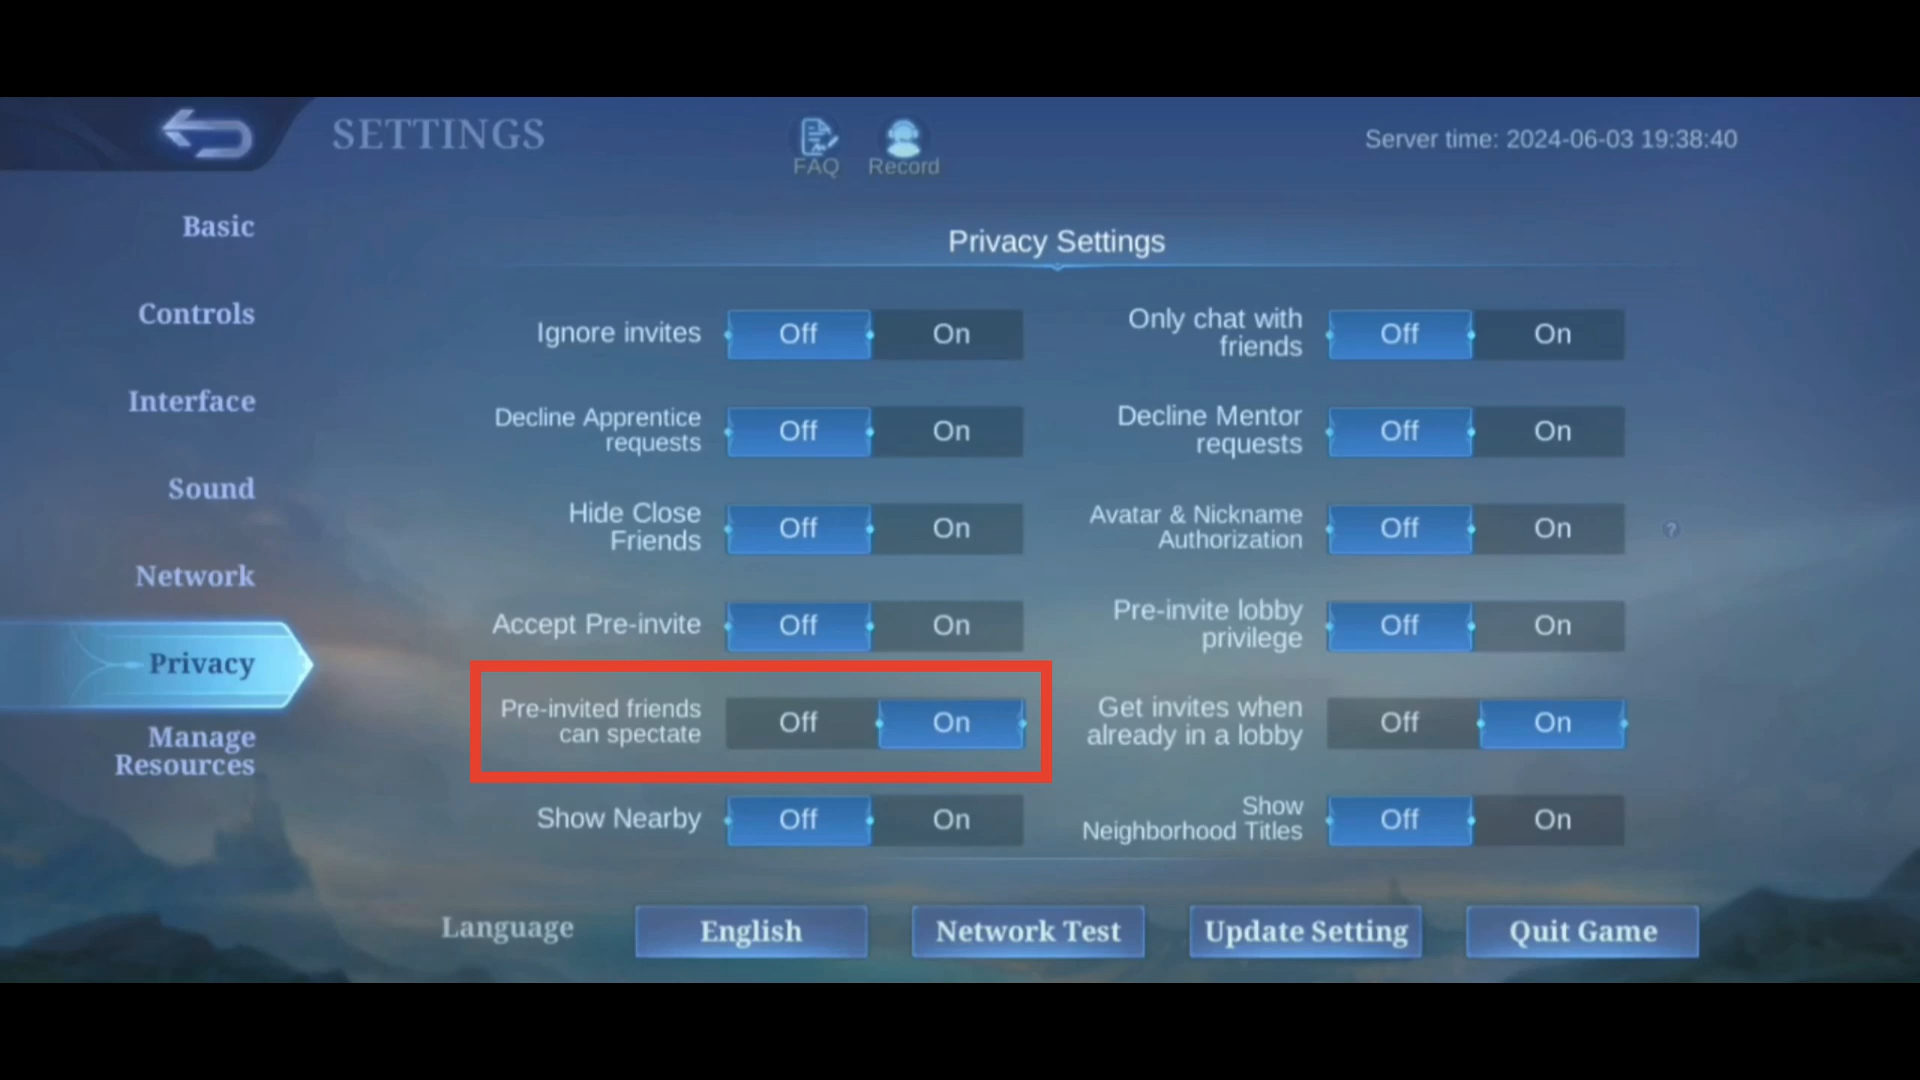 SETTINGS
FAQ
Record
Server time: 2024-06-03 19:38:40
Basic
Controls
Interface
Sound
Network
Privacy
Manage
Resources
Privacy Settings
Ignore invites Off On
Only chat with
friends Off On
Decline Apprentice
requests Off On
Decline Mentor
requests Off On
Hide Close
Friends Off On
Avatar & Nickname
Authorization Off On ?
Accept Pre-invite Off On
Pre-invite lobby
privilege Off On
Pre-invited friends
can spectate Off On
Get invites when
already in a lobby Off On
Show Nearby Off On
Show
Neighborhood Titles Off On
Language English Network Test Update Setting Quit Game